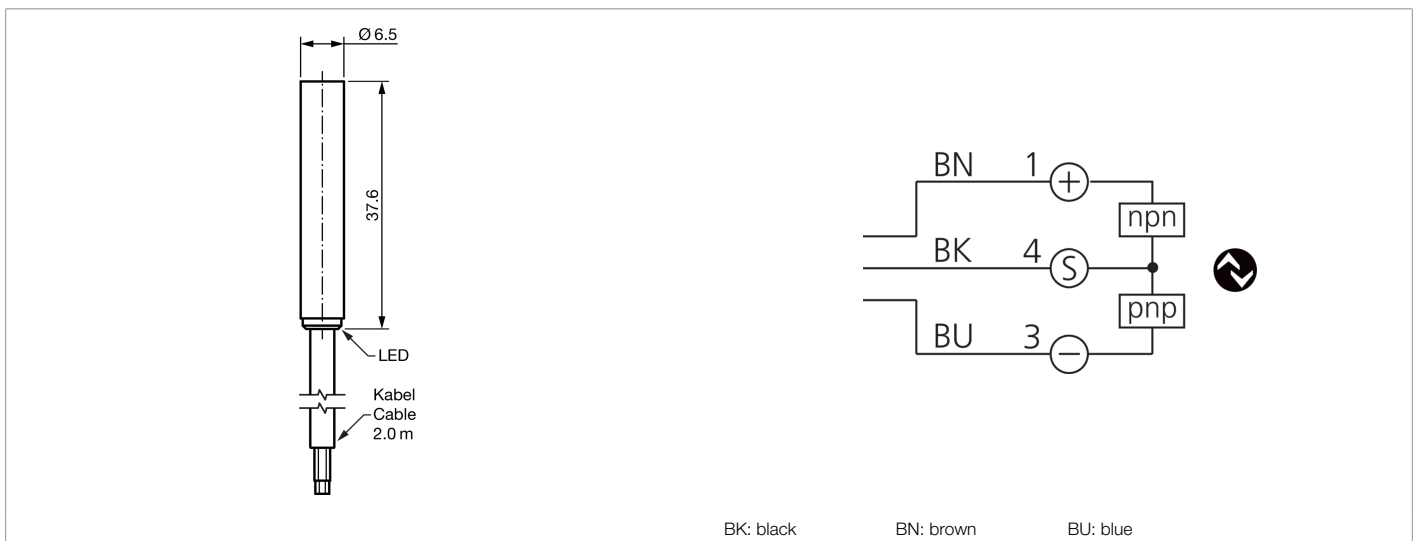 Ø 6.5
37.6
LED
Kabel
Cable
2.0 m
BN 1 +
npn
BK 4 S
pnp
BU 3 −
BK: black BN: brown BU: blue